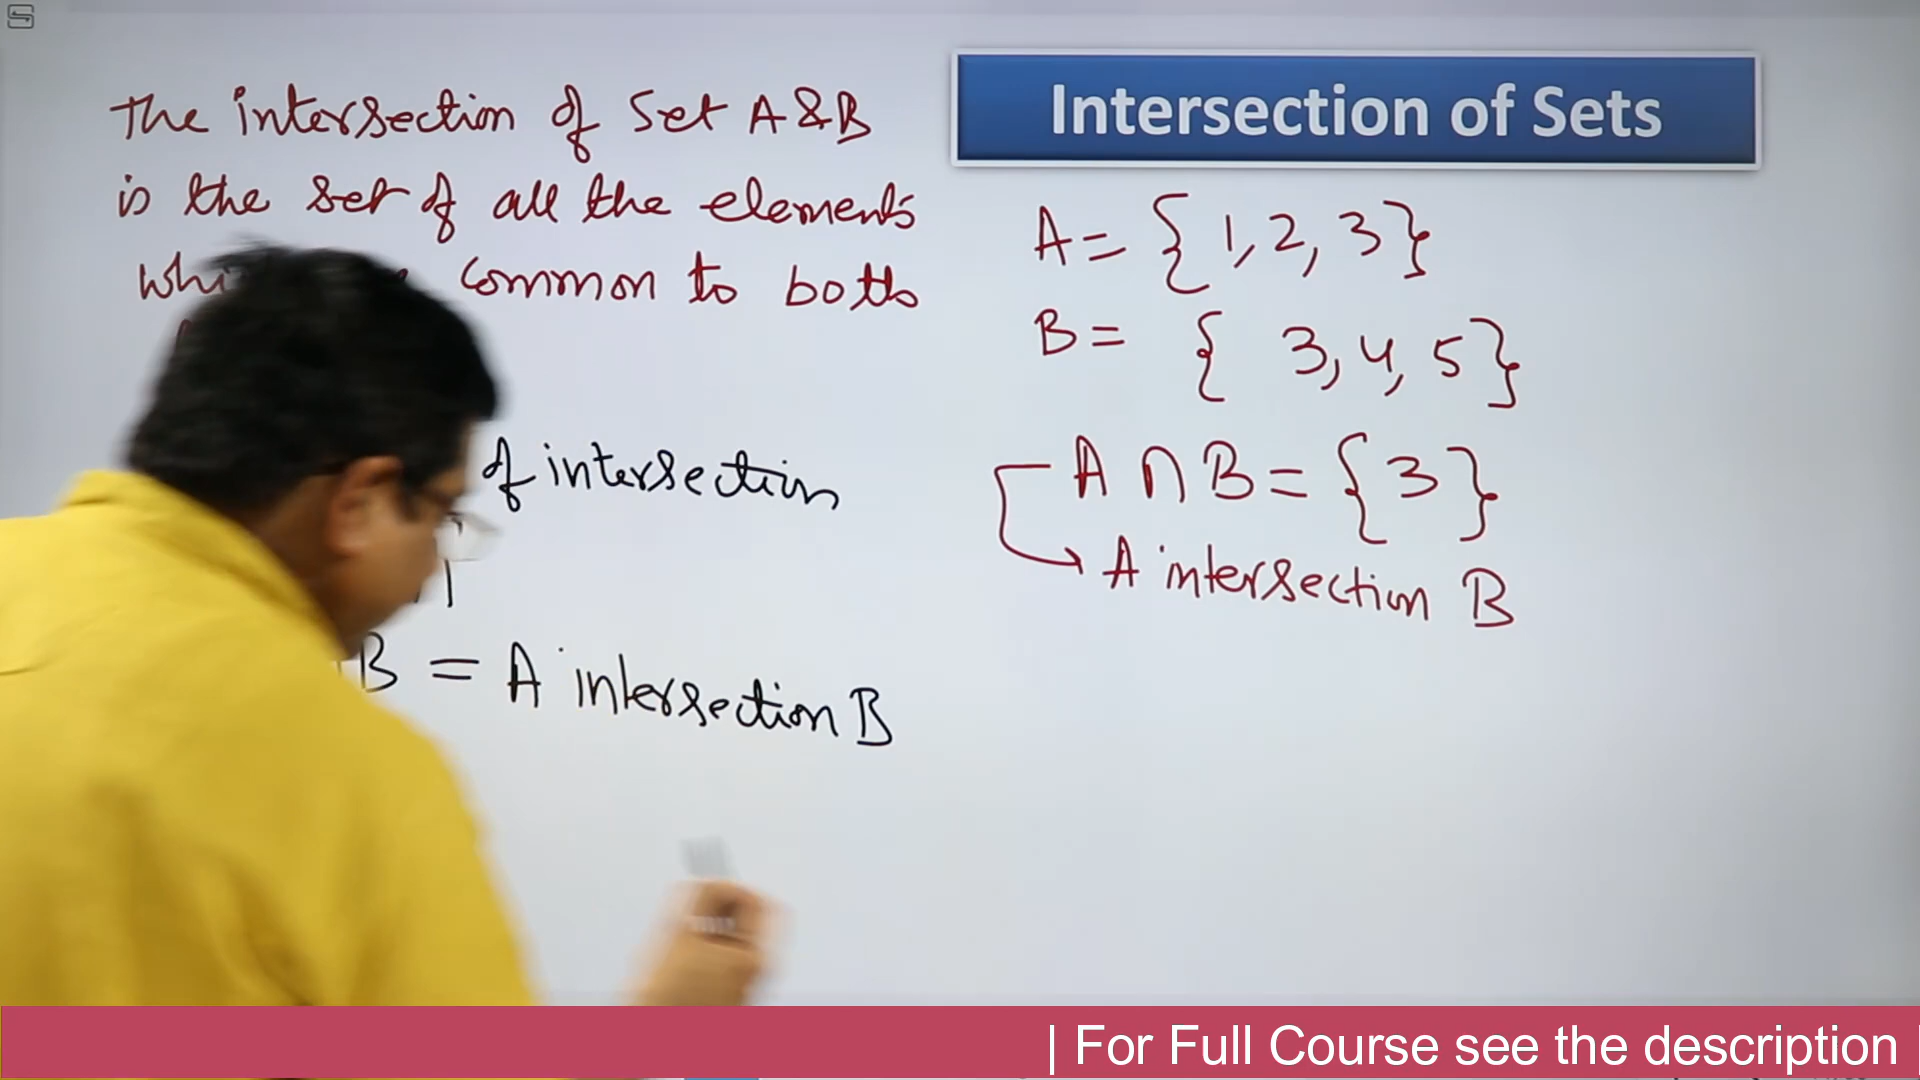 The intersection of Set A & B
is the set of all the elements
common to both
of intersection
B = A intersection B
Intersection of Sets
A = { 1, 2, 3 }
B = { 3, 4, 5 }
A ∩ B = { 3 }
A intersection B
| For Full Course see the description |